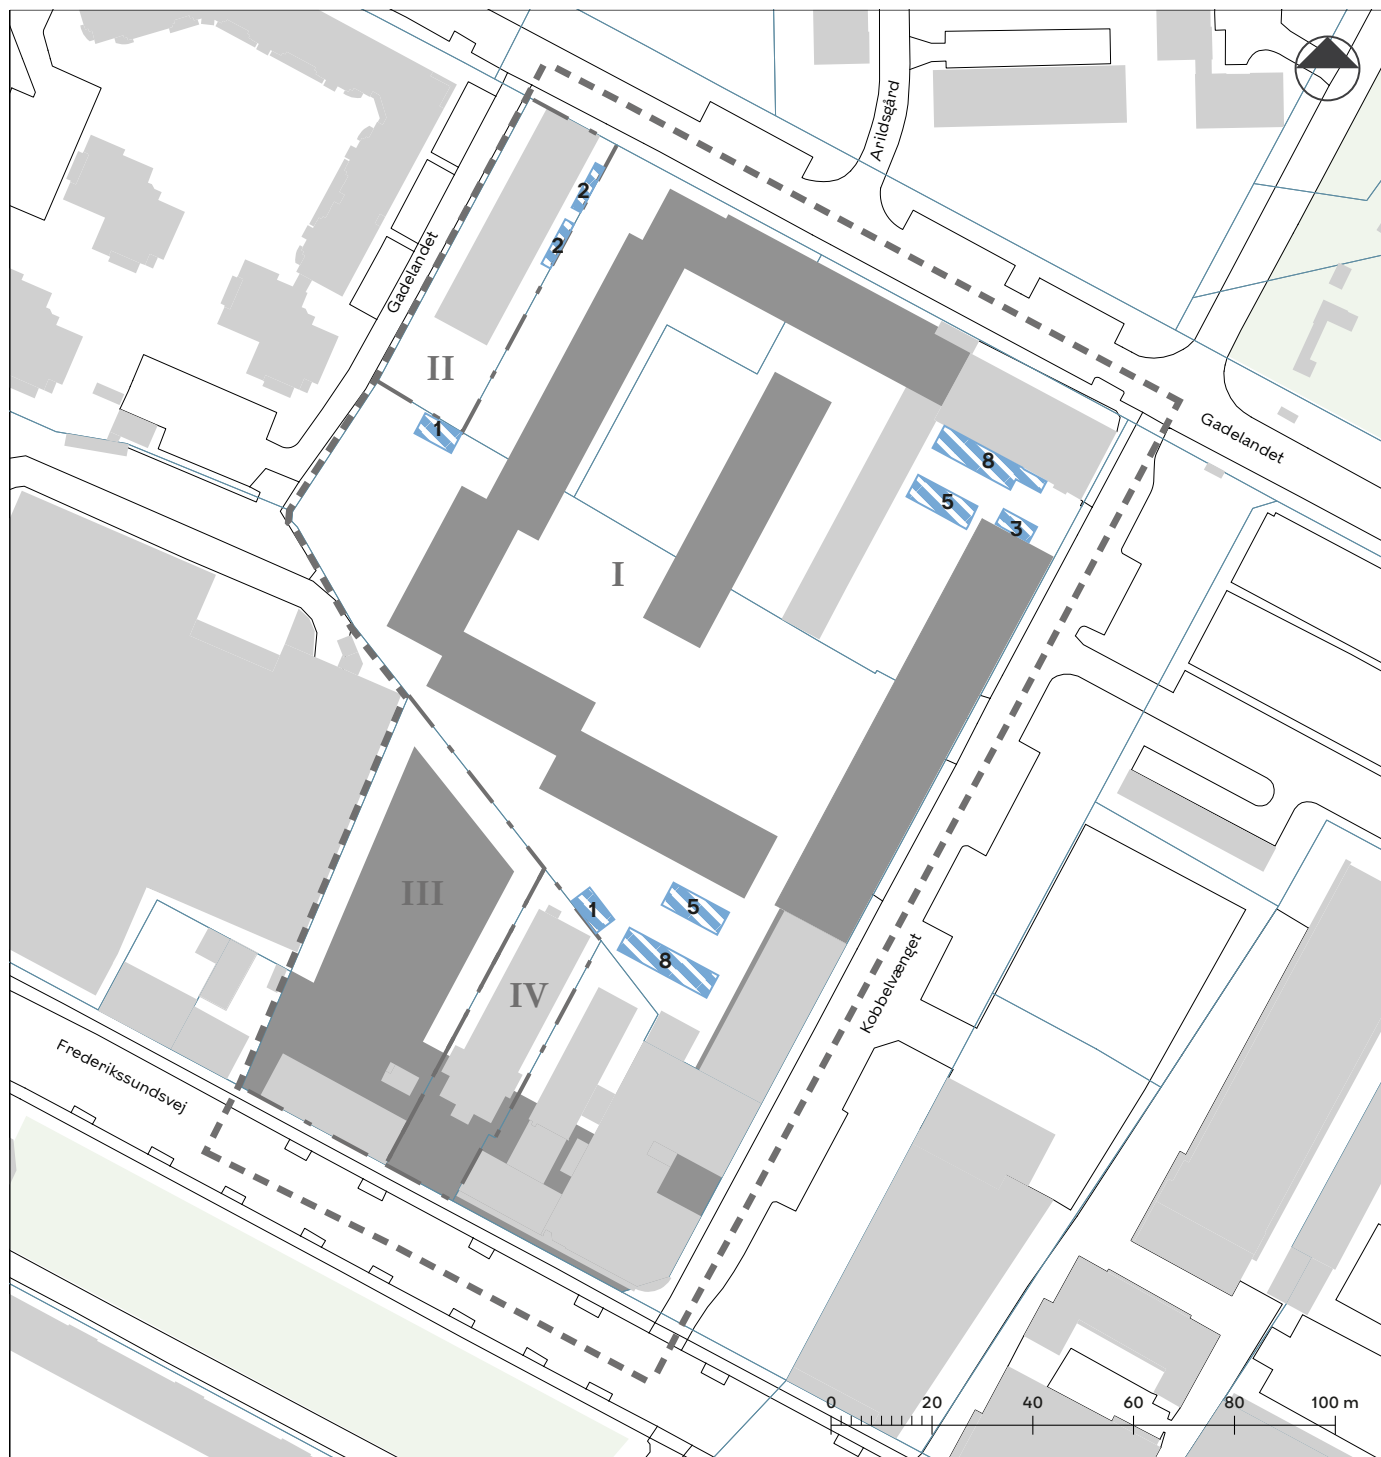 Arildsgård
2
2
Gadelandet
II
1
Gadelandet
8
5
3
I
III
1
5
8
IV
Kobbelvænget
Frederikssundsvej
0 20 40 60 80 100 m